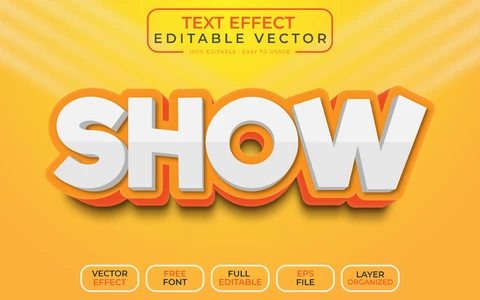 TEXT EFFECT
EDITABLE VECTOR
100% EDITABLE . EASY TO USAGE
SHOW
VECTOR EFFECT
FREE FONT
FULL EDITABLE
EPS FILE
LAYER ORGANIZED